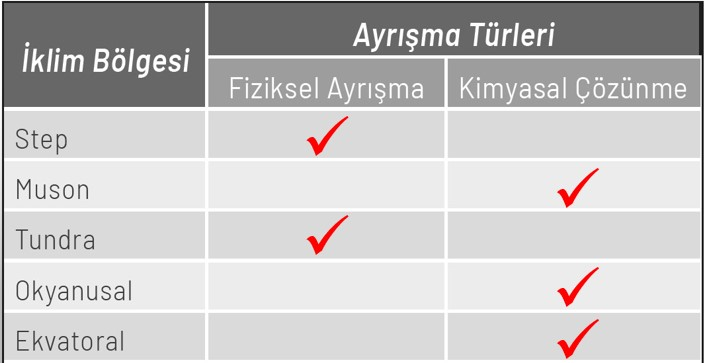 İklim Bölgesi
Ayrışma Türleri
Fiziksel Ayrışma
Kimyasal Çözünme
Step
Muson
Tundra
Okyanusal
Ekvatoral